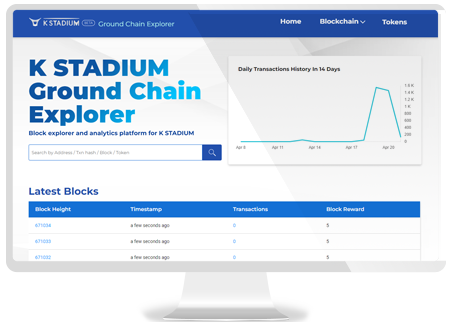 K STADIUM BETA Ground Chain Explorer
Home Blockchain Tokens
K STADIUM
Ground Chain
Explorer
Block explorer and analytics platform for K STADIUM
Search by Address / Txn hash / Block / Token
Daily Transactions History In 14 Days
1.6 K
1.4 K
1.2 K
1 K
800
600
400
200
0
Apr 8 Apr 11 Apr 14 Apr 17 Apr 20
Latest Blocks
Block Height Timestamp Transactions Block Reward
671034 a few seconds ago 0 5
671033 a few seconds ago 0 5
671032 a few seconds ago 0 5